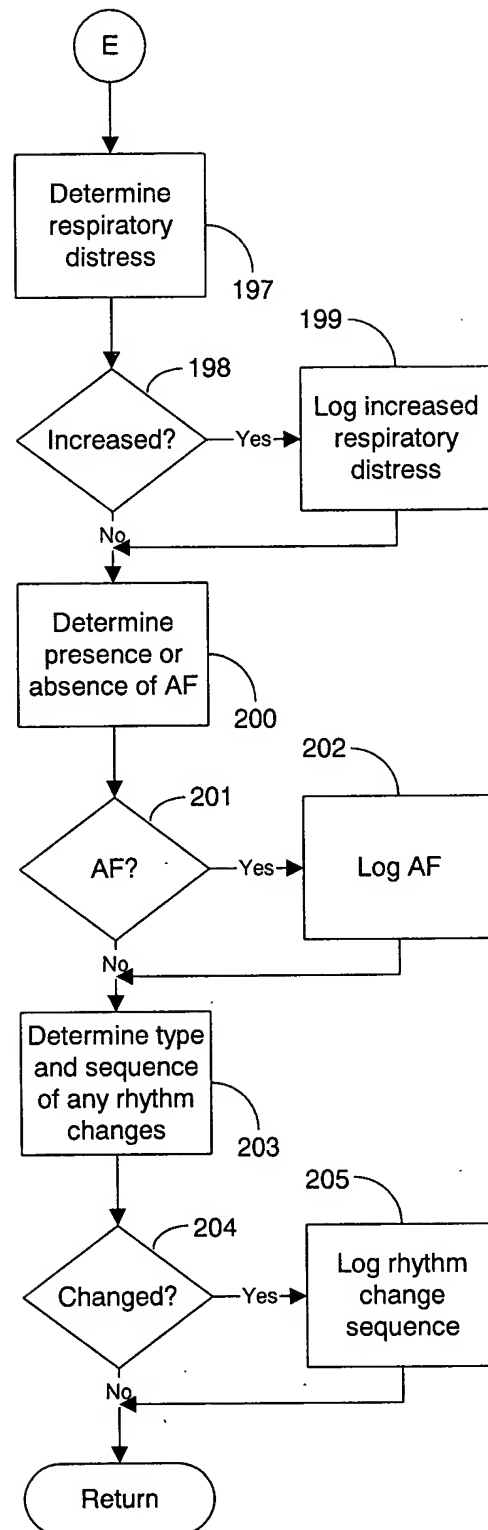 E
Determine
respiratory
distress
197
198
199
Increased?
Yes
Log increased
respiratory
distress
No
Determine
presence or
absence of AF
200
201
202
AF?
Yes
Log AF
No
Determine type
and sequence
of any rhythm
changes
203
204
205
Changed?
Yes
Log rhythm
change
sequence
No
Return